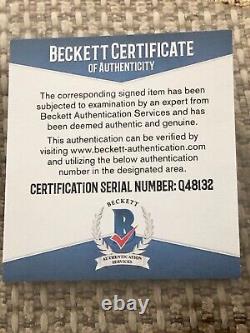 BECKETT CERTIFICATE
OF AUTHENTICITY
The corresponding signed item has been
subjected to examination by an expert from
Beckett Authentication Services and has
been deemed authentic and genuine.
This authentication can be verified by
visiting www.beckett-authentication.com
and utilizing the below authentication
number in the designated area.
CERTIFICATION SERIAL NUMBER: Q48132
BECKETT
B
AUTHENTICATION
SERVICES